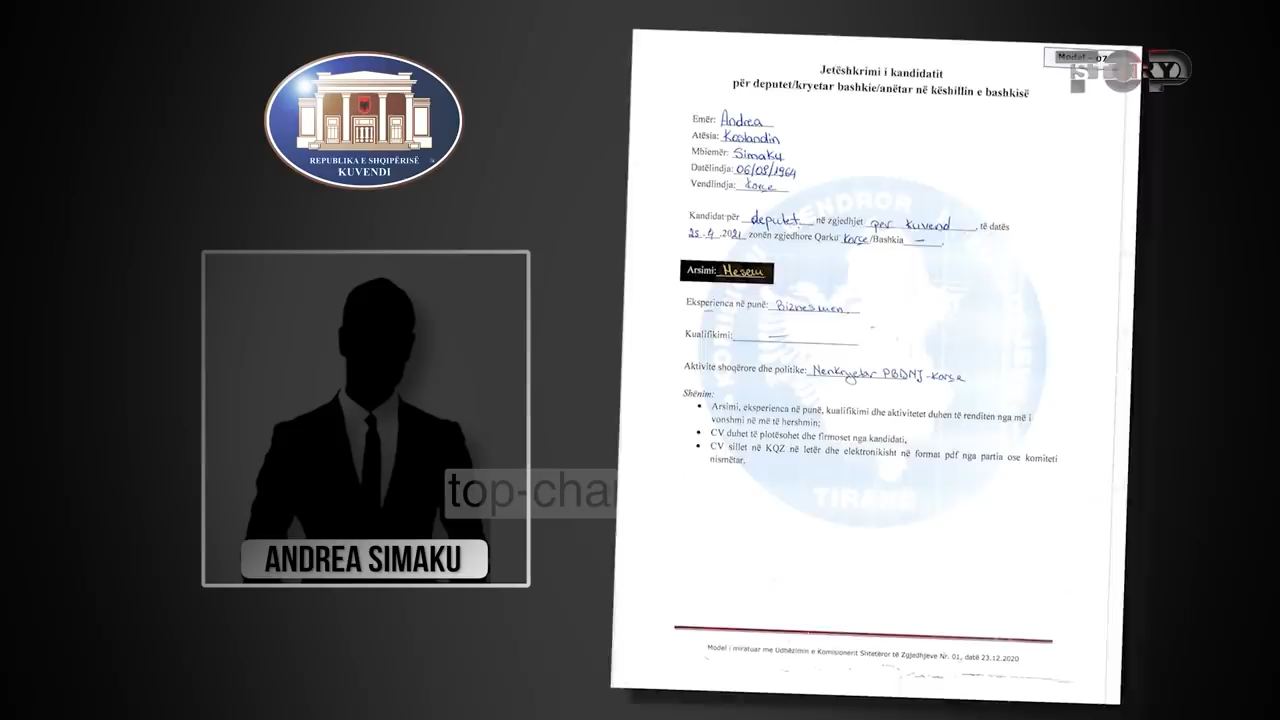 REPUBLIKA E SHQIPËRISË
KUVENDI
ANDREA SIMAKU
top-cha
STORY
Model - 07
Jetëshkrimi i kandidatit
për deputet/kryetar bashkie/anëtar në këshillin e bashkisë
Emër: Andrea
Atësia: Kostandin
Mbiemër: Simaku
Datëlindja: 06/08/1964
Vendlindja: Korçe
Kandidat për deputet në zgjedhjet per kuvend, të datës
25.4.2021 zonën zgjedhore Qarku Korçe/Bashkia —.
Arsimi: Mesem
Eksperienca në punë: Biznesmen
Kualifikimi: —
Aktivite shoqërore dhe politike: Nenkryetar PBDNJ-Korçe
Shënim:
• Arsimi, eksperienca në punë, kualifikimi dhe aktivitetet duhen të renditen nga më i
vonshmi në më të hershmin;
• CV duhet të plotësohet dhe firmoset nga kandidati,
• CV sillet në KQZ në letër dhe elektronikisht në format pdf nga partia ose komiteti
nismëtar.
TIRANË
Model i miratuar me Udhëzimin e Komisionerit Shtetëror të Zgjedhjeve Nr. 01, datë 23.12.2020